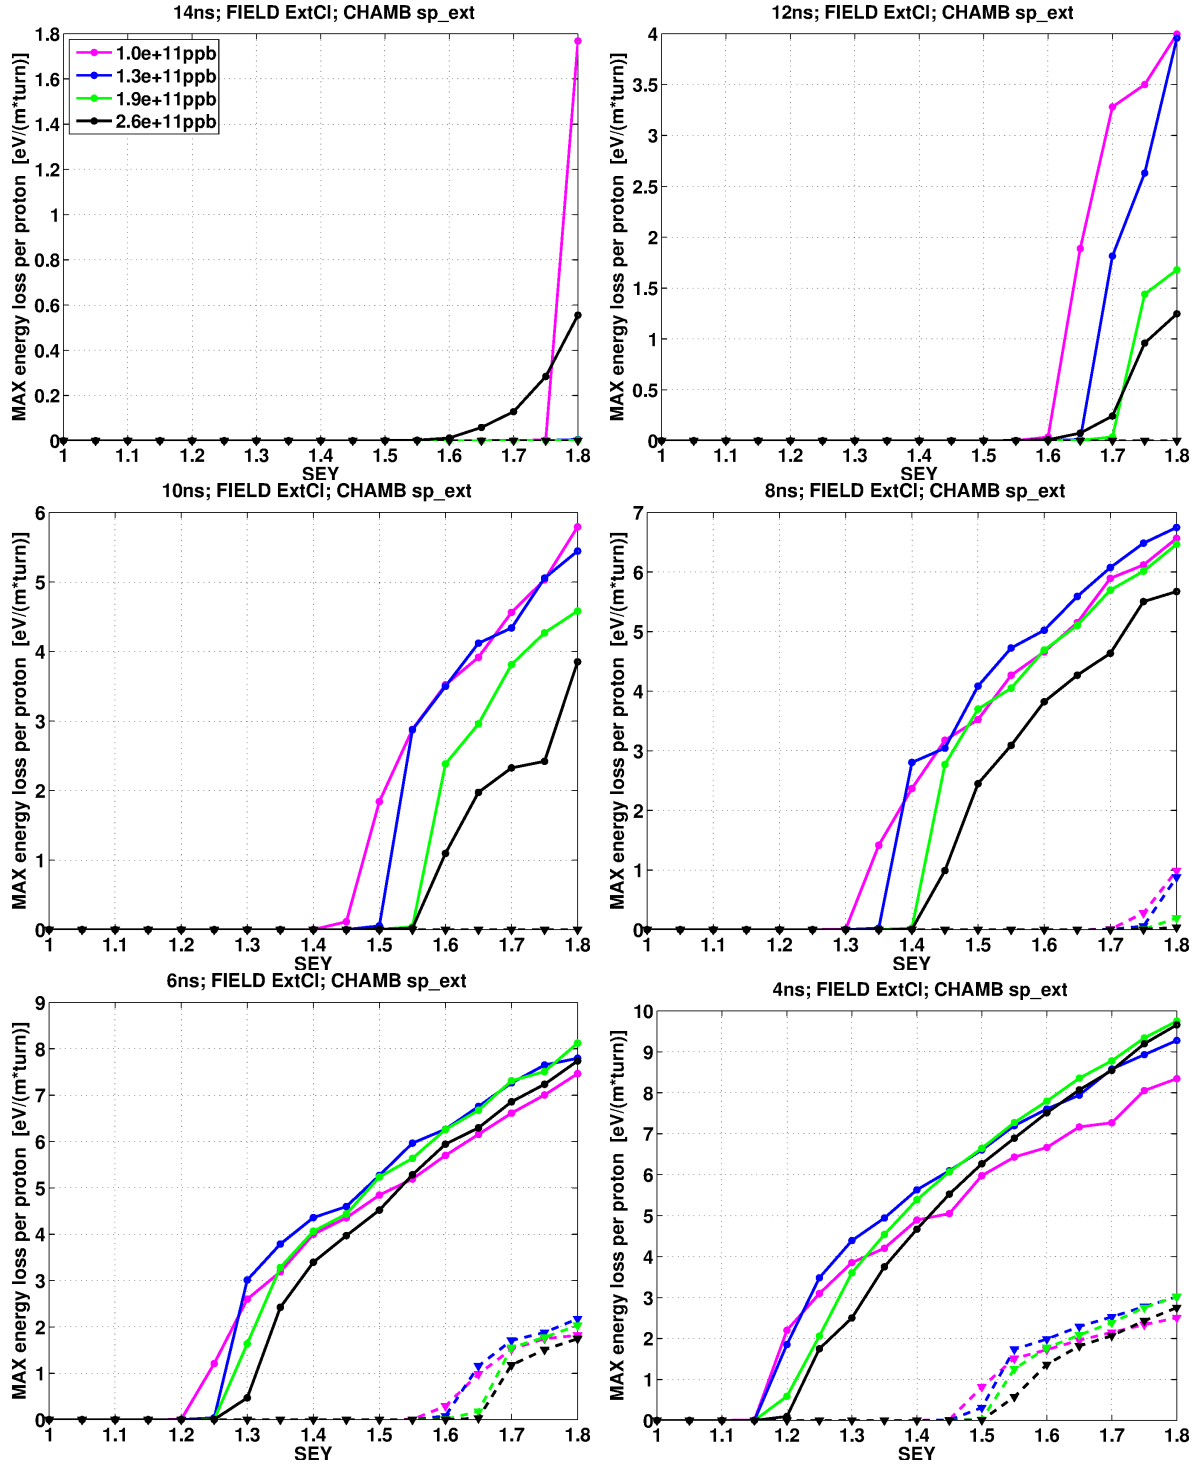 14ns; FIELD ExtCl; CHAMB sp_ext
MAX energy loss per proton [eV/(m*turn)]
1.8
1.6
1.4
1.2
1
0.8
0.6
0.4
0.2
0
1.0e+11ppb
1.3e+11ppb
1.9e+11ppb
2.6e+11ppb
1 1.1 1.2 1.3 1.4 1.5 1.6 1.7 1.8
SEY
12ns; FIELD ExtCl; CHAMB sp_ext
MAX energy loss per proton [eV/(m*turn)]
4
3.5
3
2.5
2
1.5
1
0.5
0
1 1.1 1.2 1.3 1.4 1.5 1.6 1.7 1.8
SEY
10ns; FIELD ExtCl; CHAMB sp_ext
MAX energy loss per proton [eV/(m*turn)]
6
5
4
3
2
1
0
1 1.1 1.2 1.3 1.4 1.5 1.6 1.7 1.8
SEY
8ns; FIELD ExtCl; CHAMB sp_ext
MAX energy loss per proton [eV/(m*turn)]
7
6
5
4
3
2
1
0
1 1.1 1.2 1.3 1.4 1.5 1.6 1.7 1.8
SEY
6ns; FIELD ExtCl; CHAMB sp_ext
MAX energy loss per proton [eV/(m*turn)]
9
8
7
6
5
4
3
2
1
0
1 1.1 1.2 1.3 1.4 1.5 1.6 1.7 1.8
SEY
4ns; FIELD ExtCl; CHAMB sp_ext
MAX energy loss per proton [eV/(m*turn)]
10
9
8
7
6
5
4
3
2
1
0
1 1.1 1.2 1.3 1.4 1.5 1.6 1.7 1.8
SEY